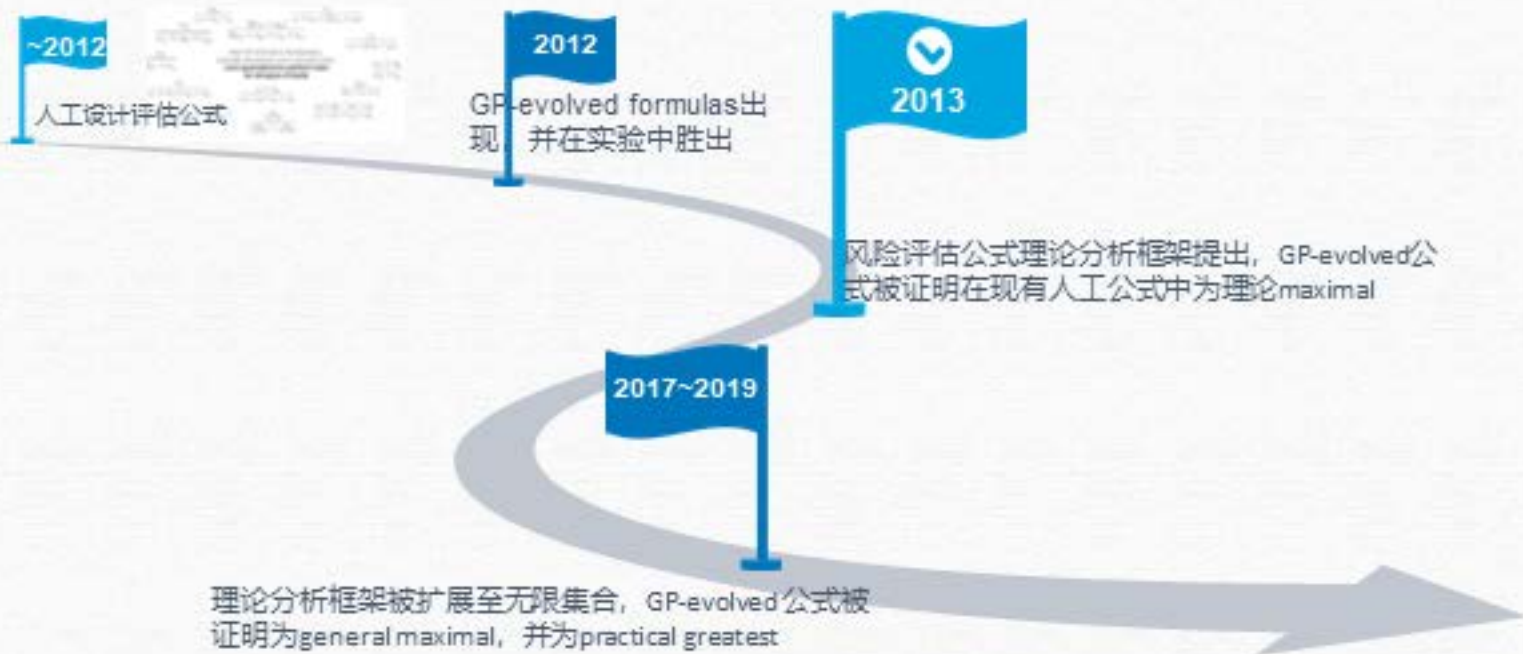 ~2012
人工设计评估公式
2012
GP-evolved formulas出
现，并在实验中胜出
2013
风险评估公式理论分析框架提出，GP-evolved公
式被证明在现有人工公式中为理论maximal
2017~2019
理论分析框架被扩展至无限集合，GP-evolved 公式被
证明为general maximal，并为practical greatest